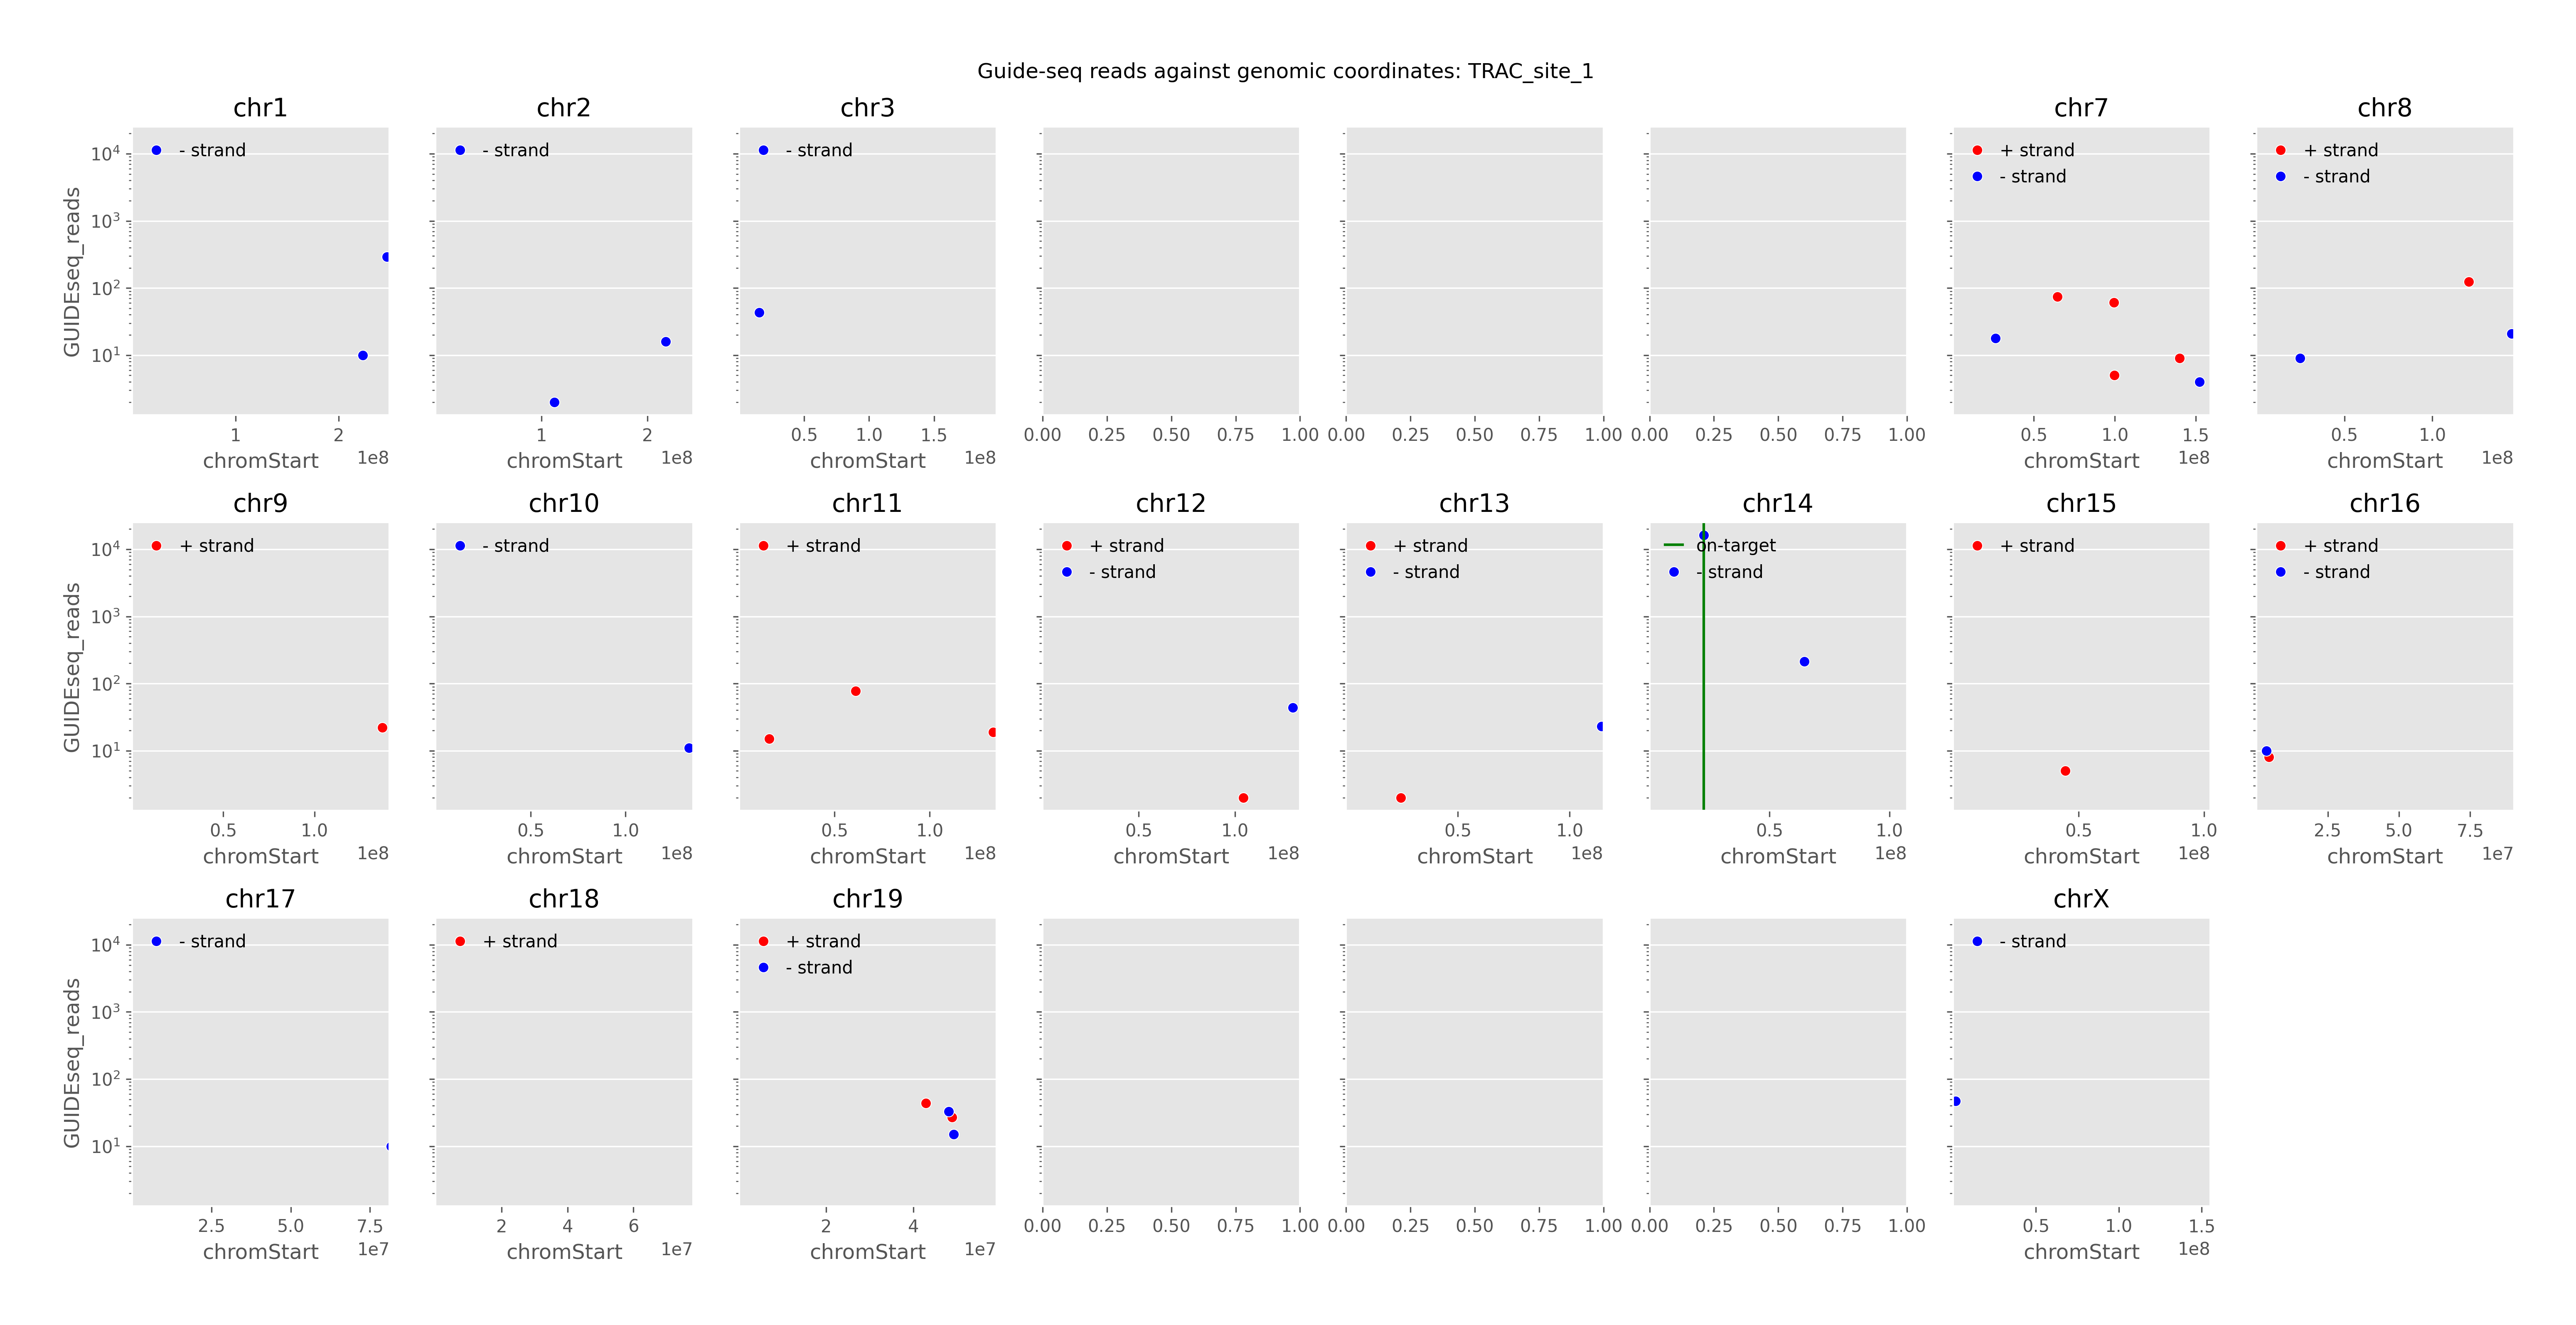 Guide-seq reads against genomic coordinates: TRAC_site_1
chr1
chr2
chr3
chr7
chr8
- strand
- strand
- strand
+ strand
- strand
+ strand
- strand
GUIDEseq_reads
10⁴
10³
10²
10¹
1 2
1 2
0.5 1.0 1.5
0.00 0.25 0.50 0.75 1.00
0.00 0.25 0.50 0.75 1.00
0.00 0.25 0.50 0.75 1.00
0.5 1.0 1.5
0.5 1.0
chromStart 1e8
chromStart 1e8
chromStart 1e8
chromStart 1e8
chromStart 1e8
chr9
chr10
chr11
chr12
chr13
chr14
chr15
chr16
+ strand
- strand
+ strand
+ strand
- strand
+ strand
- strand
on-target
- strand
+ strand
+ strand
- strand
GUIDEseq_reads
10⁴
10³
10²
10¹
0.5 1.0
0.5 1.0
0.5 1.0
0.5 1.0
0.5 1.0
0.5 1.0
0.5 1.0
2.5 5.0 7.5
chromStart 1e8
chromStart 1e8
chromStart 1e8
chromStart 1e8
chromStart 1e8
chromStart 1e8
chromStart 1e8
chromStart 1e7
chr17
chr18
chr19
chrX
- strand
+ strand
+ strand
- strand
- strand
GUIDEseq_reads
10⁴
10³
10²
10¹
2.5 5.0 7.5
2 4 6
2 4
0.00 0.25 0.50 0.75 1.00
0.00 0.25 0.50 0.75 1.00
0.00 0.25 0.50 0.75 1.00
0.5 1.0 1.5
chromStart 1e7
chromStart 1e7
chromStart 1e7
chromStart 1e8